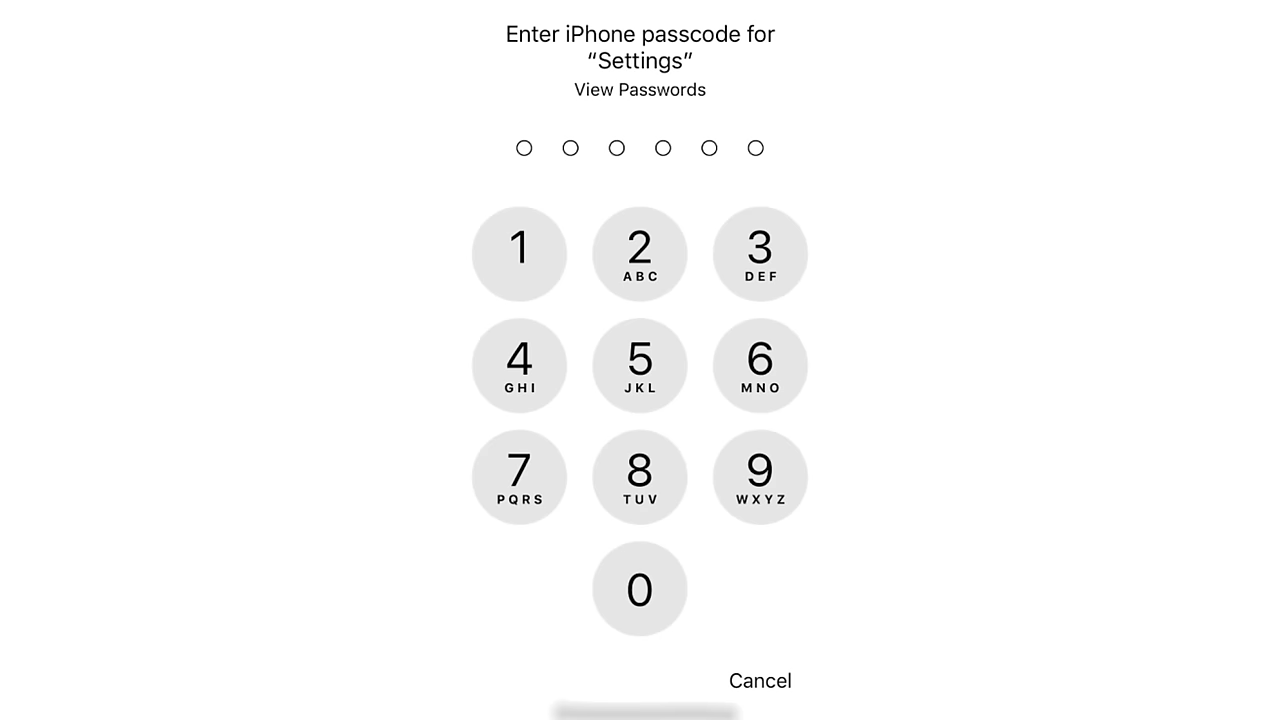 Enter iPhone passcode for
“Settings”
View Passwords
1 2 3
ABC DEF
4 5 6
GHI JKL MNO
7 8 9
PQRS TUV WXYZ
0
Cancel